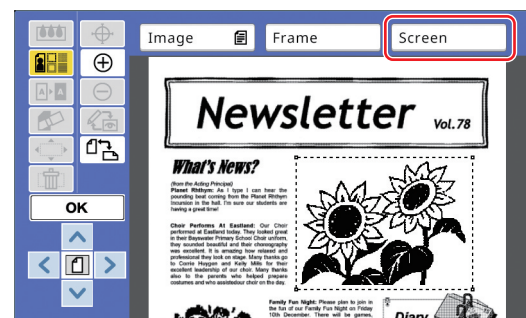 Image
Frame
Screen
A A
OK
Newsletter Vol.78
What's News?
(from the Acting Principal)
Planet Rhthym: As I type I can hear the
pounding beat coming from the Planet Rhthym
incursion in the hall. I'm sure our students are
having a great time!
Choir Performs At Eastland: Our Choir
performed at Eastland today. They looked great
in their Bayswater Primary School Choir uniform,
they sounded beautiful and their choreography
was excellent. It is amazing how relaxed and
professional they look on stage. Many thanks go
to Corrie Haygen and Kelly Mills for their
excellent leadership of our choir. Many thanks
also to the parents who helped prepare
costumes and who assistedour choir on the day.
Family Fun Night: Please plan to join in
the fun of our Family Fun Night on Friday
10th December. There will be games,
Diary